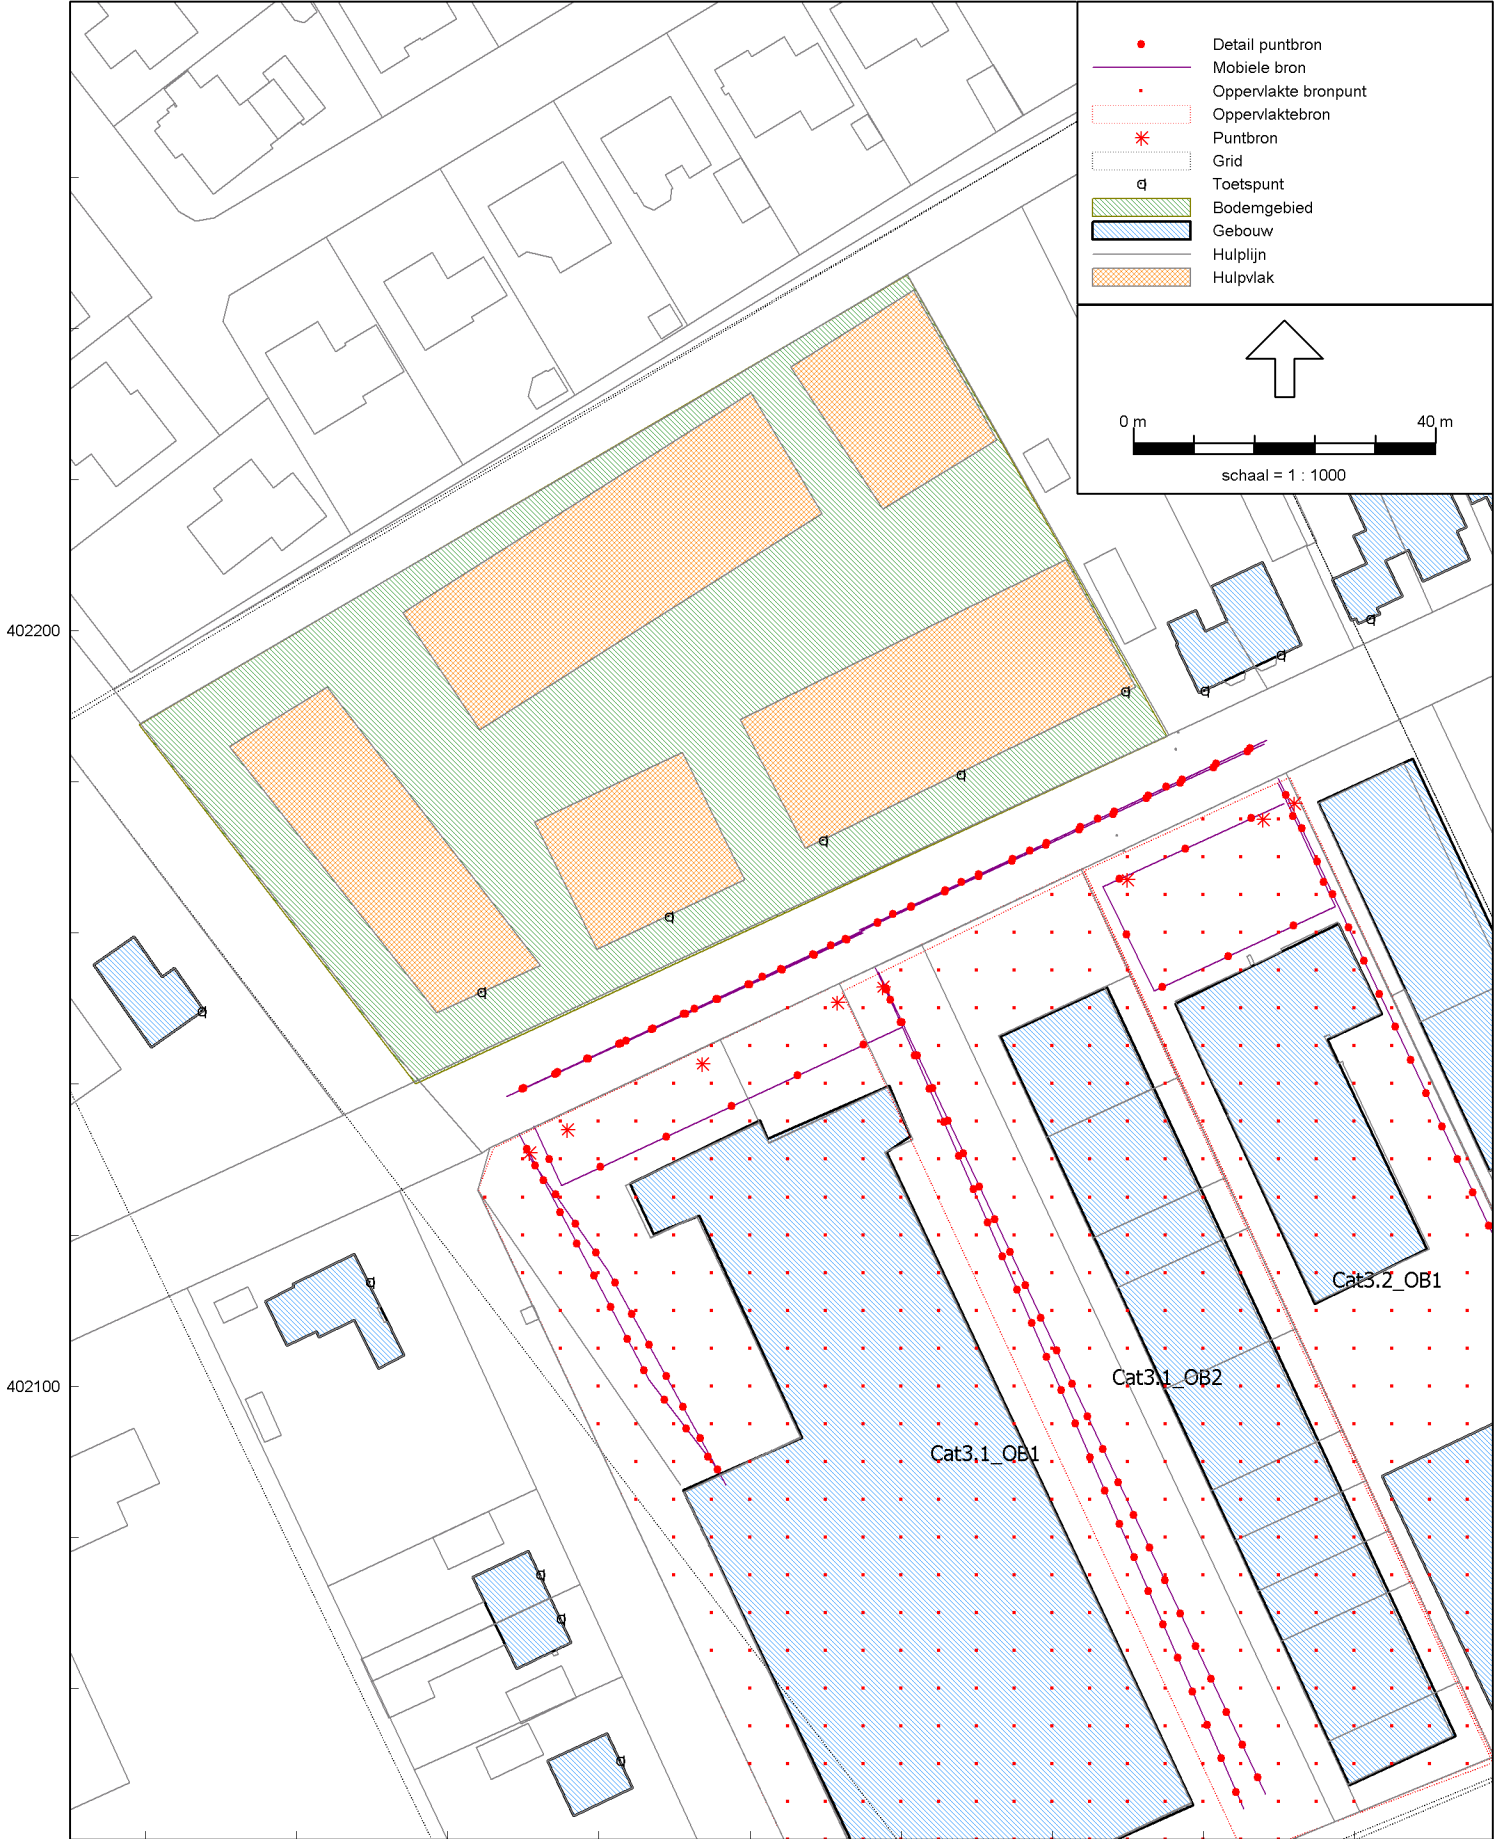 Detail puntbron
Mobiele bron
Oppervlakte bronpunt
Oppervlaktebron
Puntbron
Grid
Toetspunt
Bodemgebied
Gebouw
Hulplijn
Hulpvlak
0 m 40 m
schaal = 1 : 1000
402200
Cat3.2_OB1
Cat3.1_OB2
402100
Cat3.1_OB1